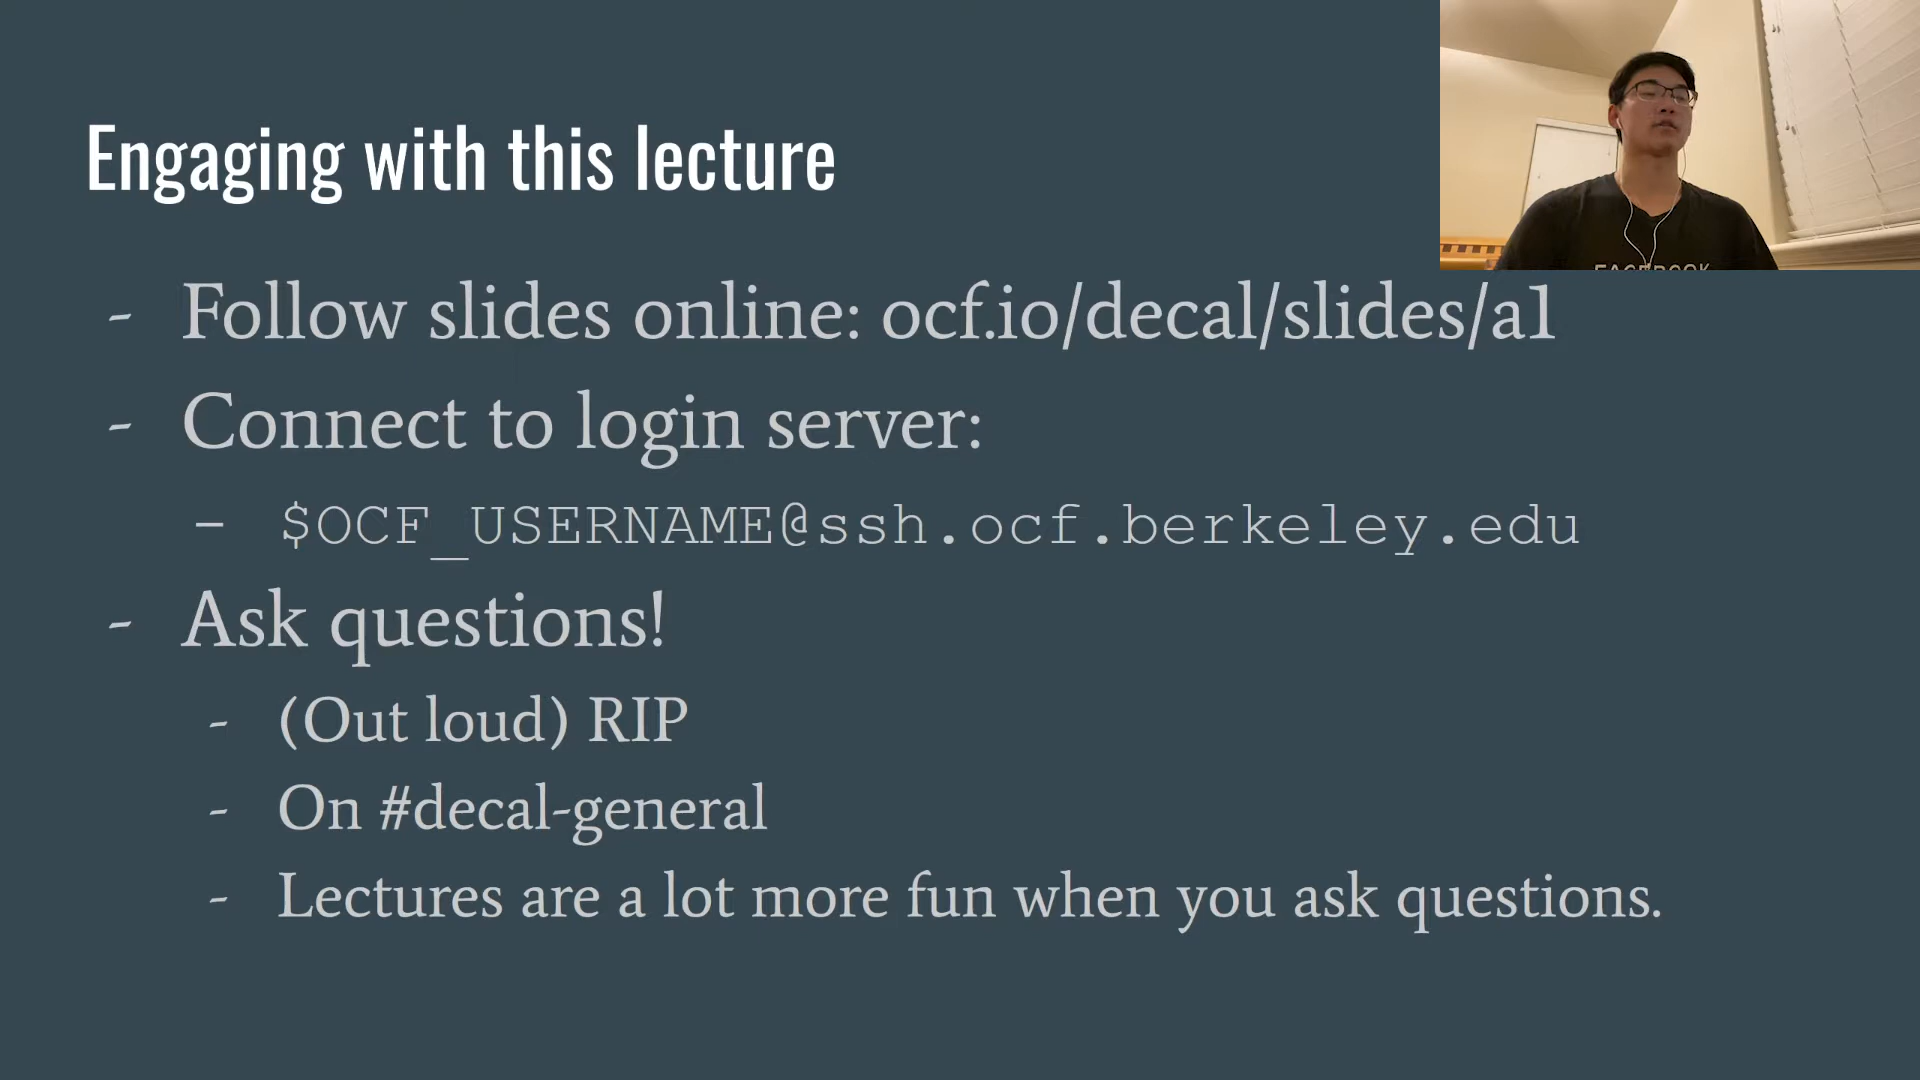 Engaging with this lecture
- Follow slides online: ocf.io/decal/slides/a1
- Connect to login server:
- $OCF_USERNAME@ssh.ocf.berkeley.edu
- Ask questions!
- (Out loud) RIP
- On #decal-general
- Lectures are a lot more fun when you ask questions.
FACEBOOK